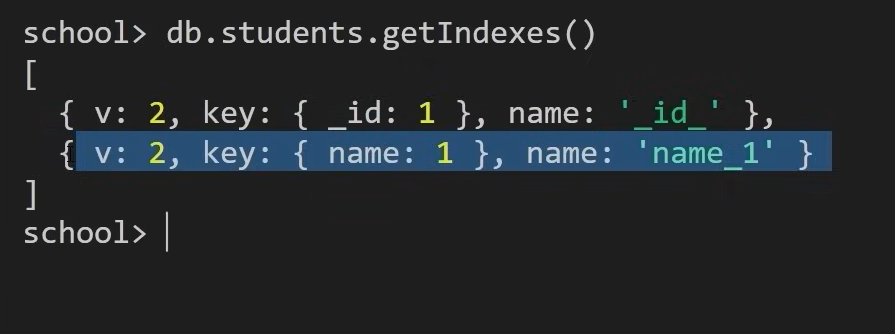 school> db.students.getIndexes()
[
  { v: 2, key: { _id: 1 }, name: '_id_' },
  { v: 2, key: { name: 1 }, name: 'name_1' }
]
school>